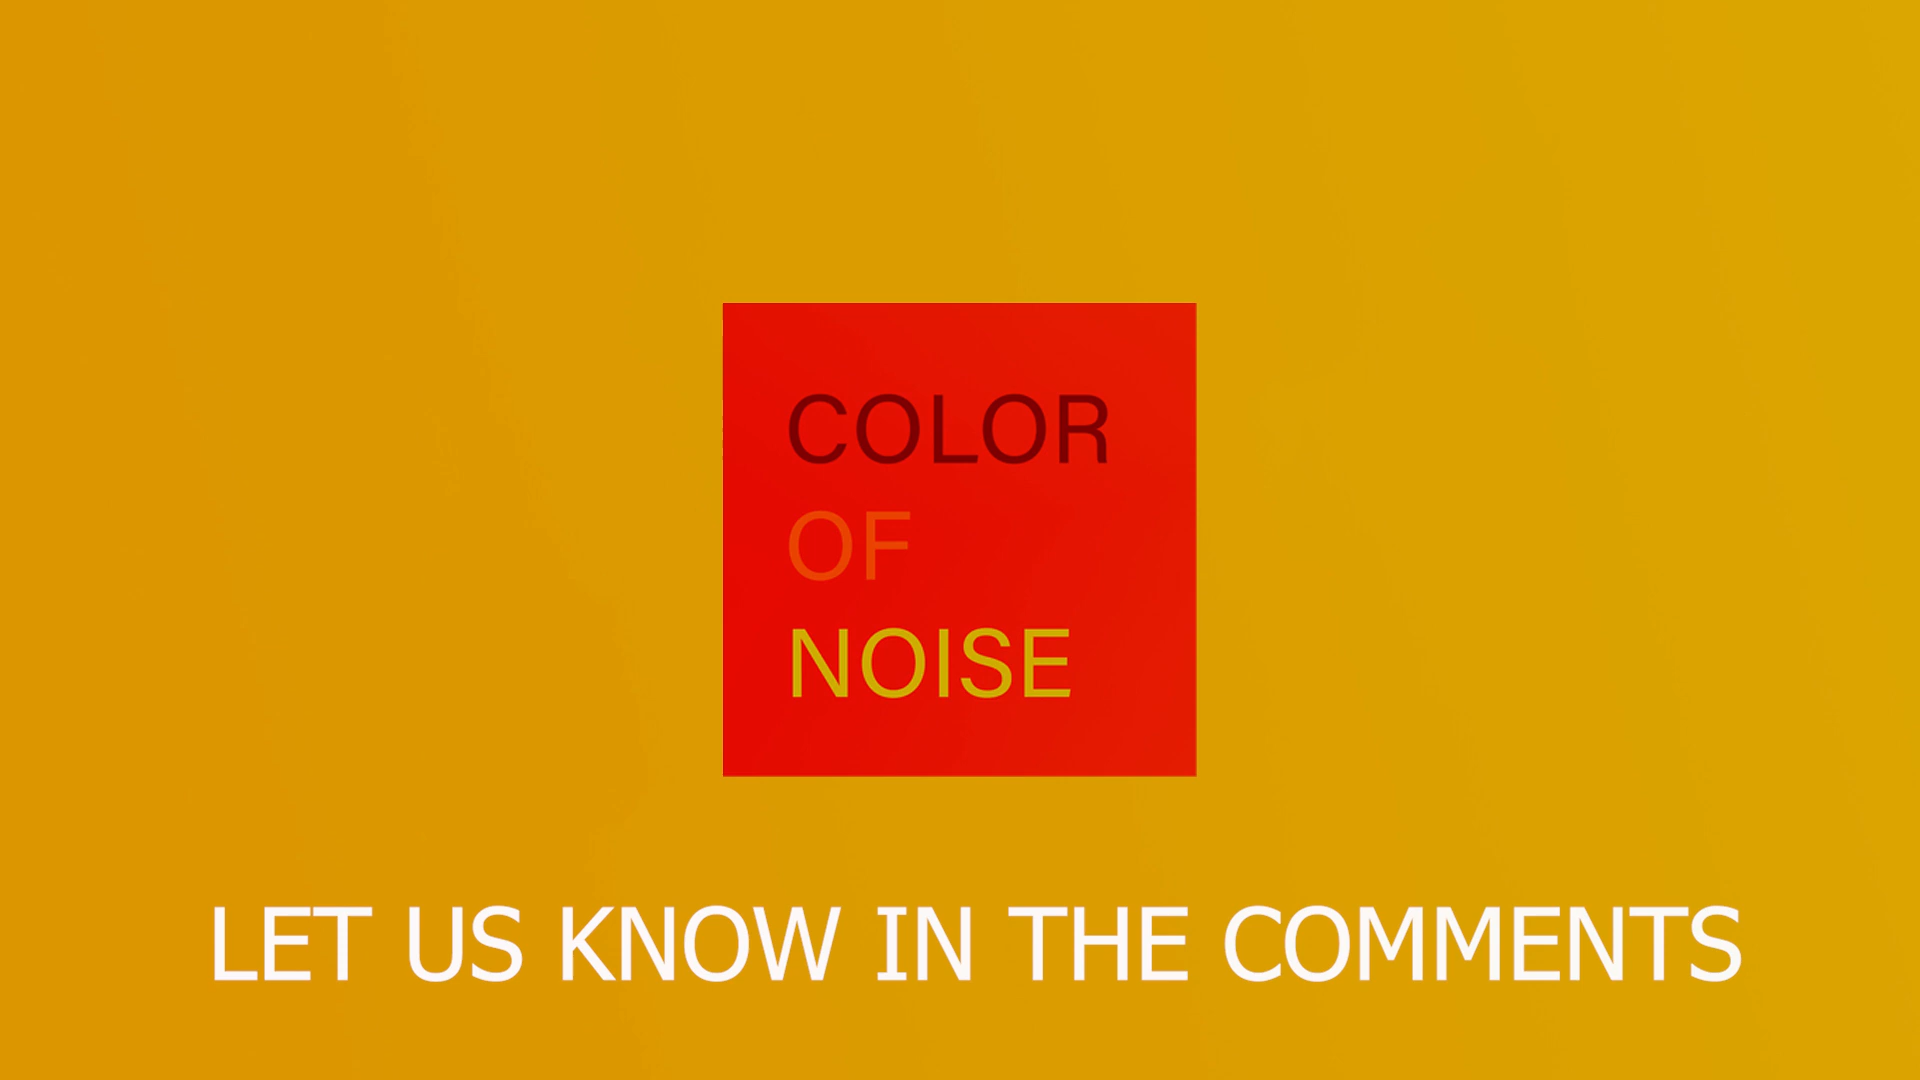 COLOR
OF
NOISE
LET US KNOW IN THE COMMENTS